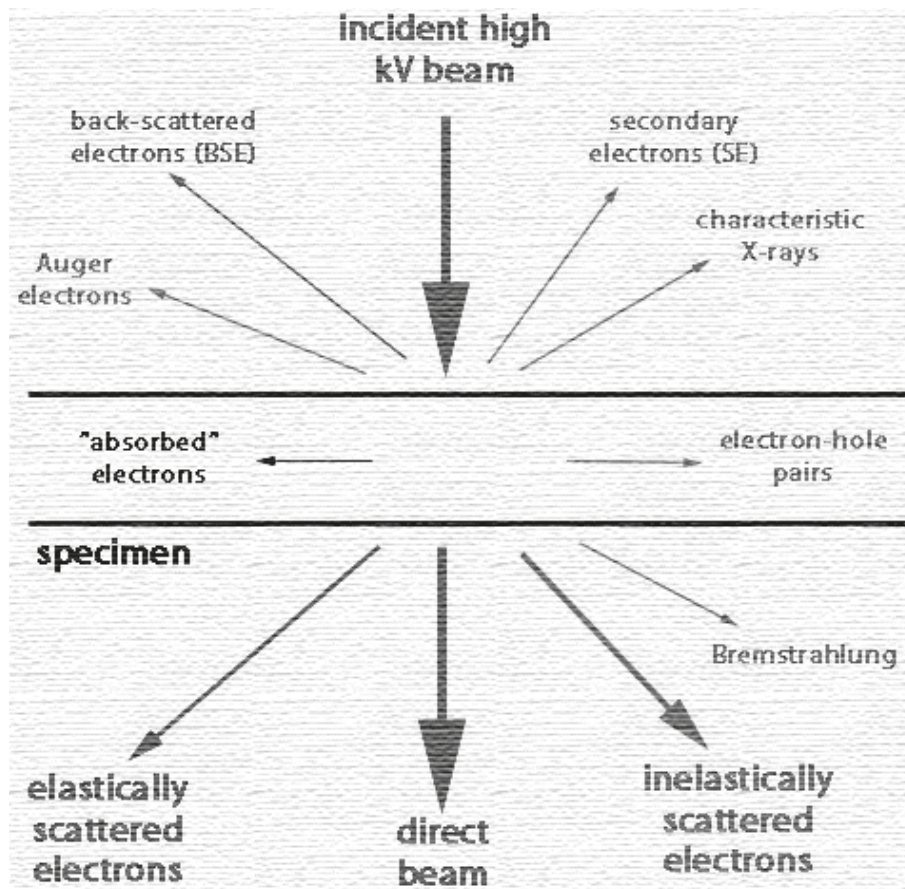 incident high
kV beam
back-scattered
electrons (BSE)
secondary
electrons (SE)
characteristic
X-rays
Auger
electrons
"absorbed"
electrons
electron-hole
pairs
specimen
Bremstrahlung
elastically
scattered
electrons
direct
beam
inelastically
scattered
electrons